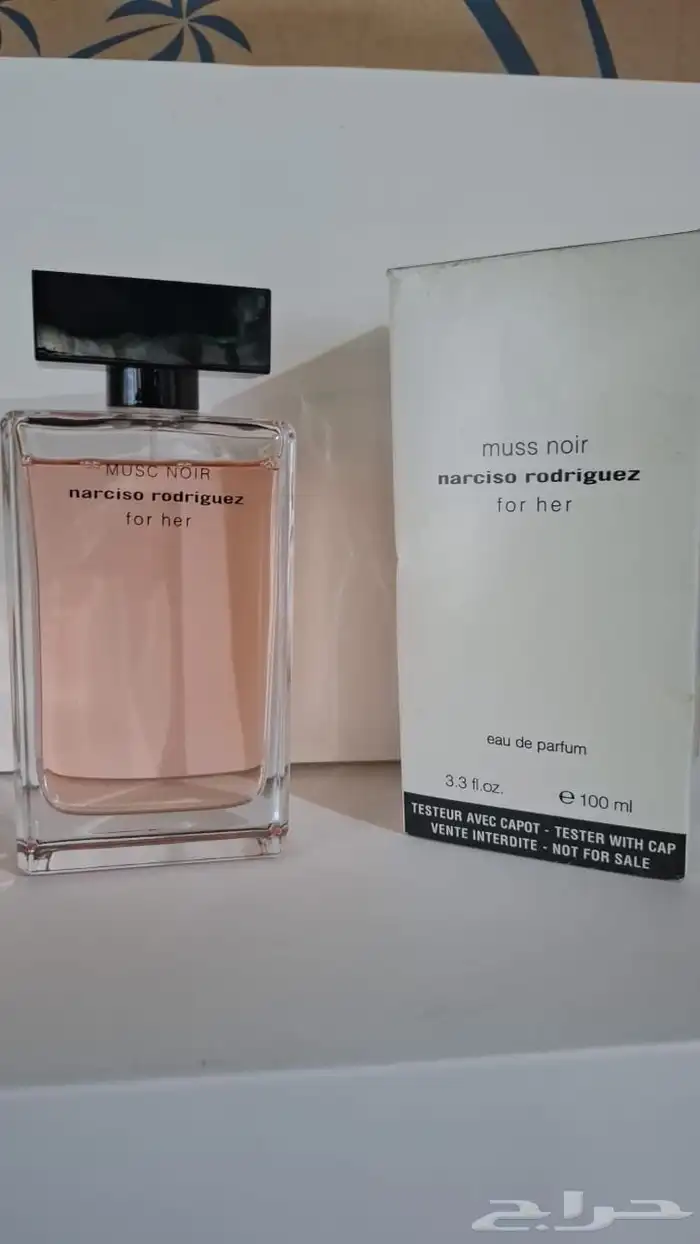 MUSC NOIR
narciso rodriguez
for her
muss noir
narciso rodriguez
for her
eau de parfum
3.3 fl.oz.
℮ 100 ml
TESTEUR AVEC CAPOT - TESTER WITH CAP
VENTE INTERDITE - NOT FOR SALE
حراج